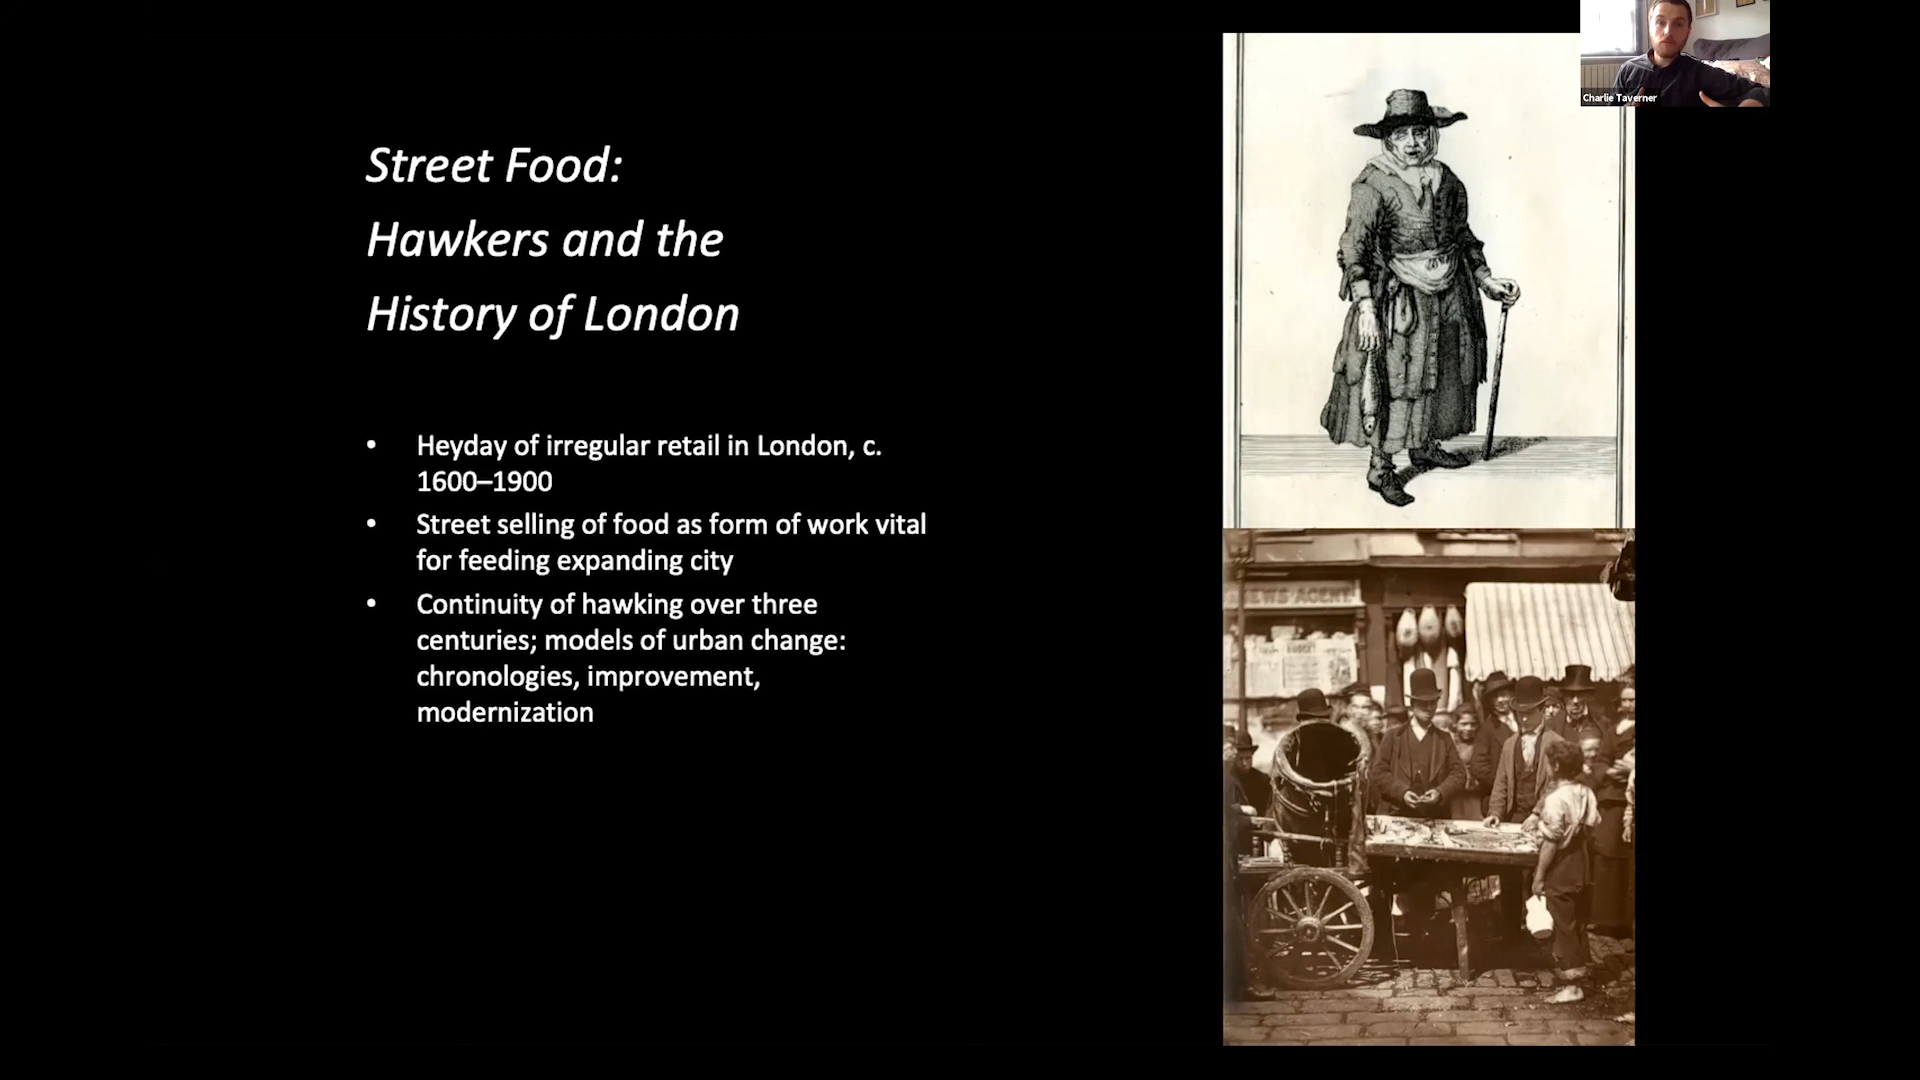 Charlie Taverner
Street Food:
Hawkers and the
History of London
• Heyday of irregular retail in London, c.
1600–1900
• Street selling of food as form of work vital
for feeding expanding city
• Continuity of hawking over three
centuries; models of urban change:
chronologies, improvement,
modernization
EWS AGENT
BUDGET